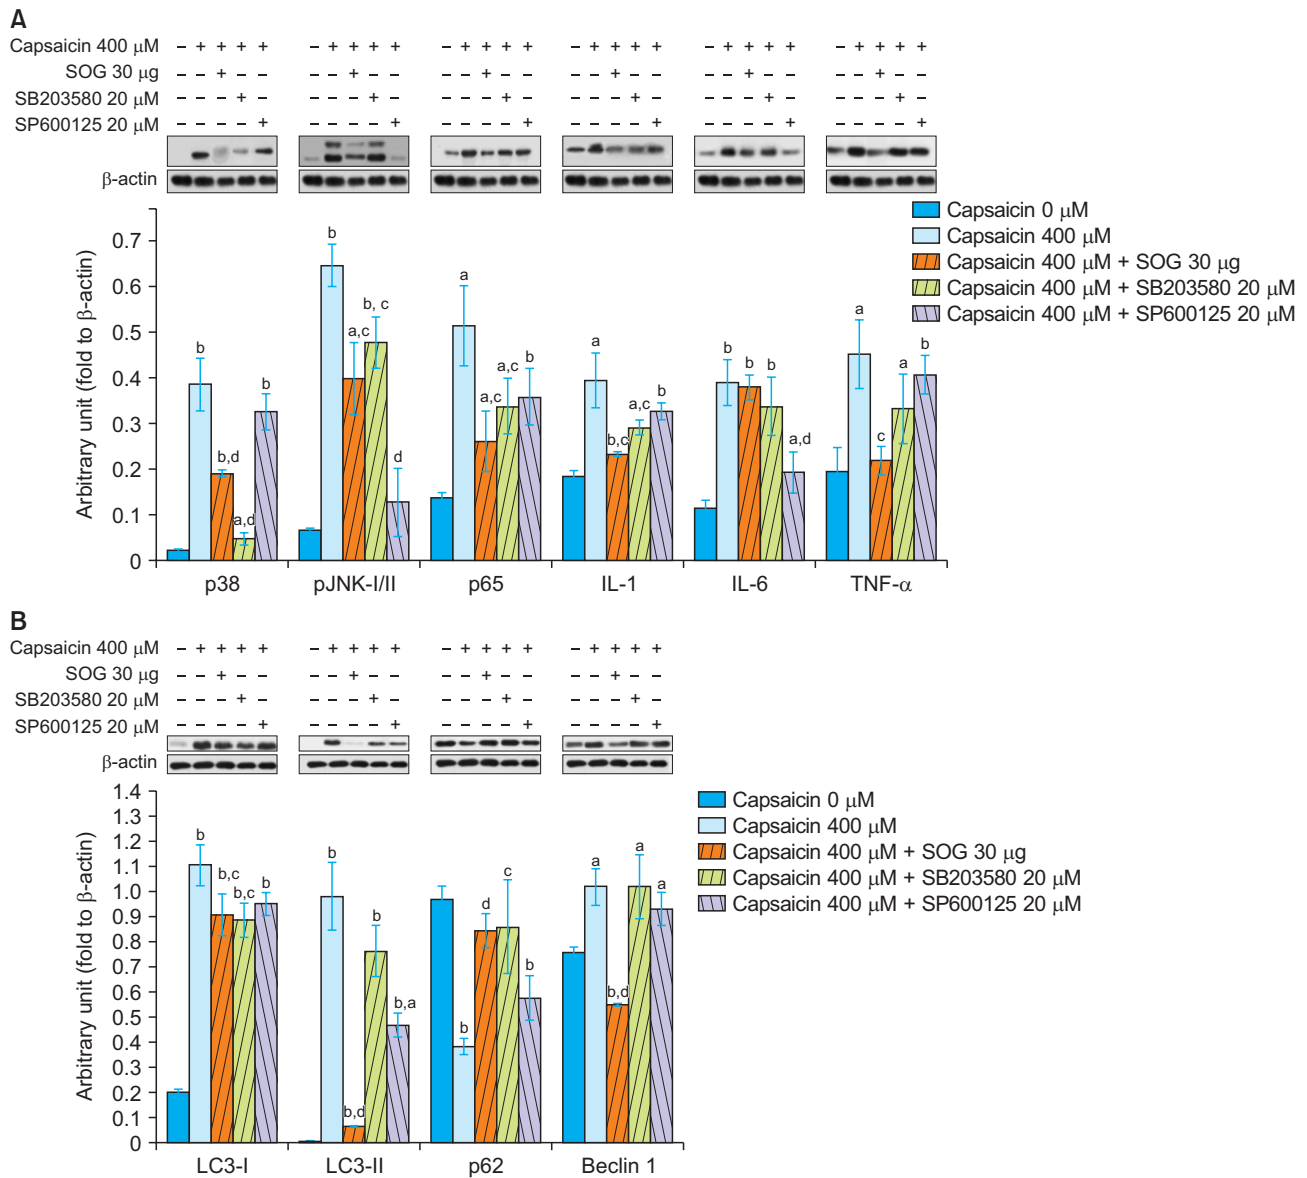 A
Capsaicin 400 μM – + + + + – + + + + – + + + + – + + + + – + + + + – + + + +
SOG 30 μg – – + – – – – + – – – – + – – – – + – – – – + – – – – + – –
SB203580 20 μM – – – + – – – – + – – – – + – – – – + – – – – + – – – – + –
SP600125 20 μM – – – – + – – – – + – – – – + – – – – + – – – – + – – – – +
β-actin
Capsaicin 0 μM
Capsaicin 400 μM
Capsaicin 400 μM + SOG 30 μg
Capsaicin 400 μM + SB203580 20 μM
Capsaicin 400 μM + SP600125 20 μM
Arbitrary unit (fold to β-actin)
0.7
0.6
0.5
0.4
0.3
0.2
0.1
0
b b,d a,d b
b a,c b, c d
a a,c a,c b
a b,c a,c b
b b b a,d
a c a b
p38 pJNK-I/II p65 IL-1 IL-6 TNF-α
B
Capsaicin 400 μM – + + + + – + + + + – + + + + – + + + +
SOG 30 μg – – + – – – – + – – – – + – – – – + – –
SB203580 20 μM – – – + – – – – + – – – – + – – – – + –
SP600125 20 μM – – – – + – – – – + – – – – + – – – – +
β-actin
Capsaicin 0 μM
Capsaicin 400 μM
Capsaicin 400 μM + SOG 30 μg
Capsaicin 400 μM + SB203580 20 μM
Capsaicin 400 μM + SP600125 20 μM
Arbitrary unit (fold to β-actin)
1.4
1.3
1.2
1.1
1.0
0.9
0.8
0.7
0.6
0.5
0.4
0.3
0.2
0.1
0
b b,c b,c b
b b,d b b,a
b d c b
a b,d a a
LC3-I LC3-II p62 Beclin 1